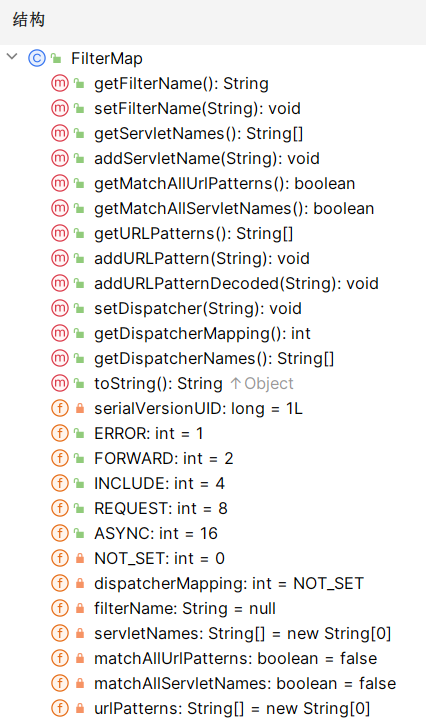 结构
FilterMap
getFilterName(): String
setFilterName(String): void
getServletNames(): String[]
addServletName(String): void
getMatchAllUrlPatterns(): boolean
getMatchAllServletNames(): boolean
getURLPatterns(): String[]
addURLPattern(String): void
addURLPatternDecoded(String): void
setDispatcher(String): void
getDispatcherMapping(): int
getDispatcherNames(): String[]
toString(): String ↑Object
serialVersionUID: long = 1L
ERROR: int = 1
FORWARD: int = 2
INCLUDE: int = 4
REQUEST: int = 8
ASYNC: int = 16
NOT_SET: int = 0
dispatcherMapping: int = NOT_SET
filterName: String = null
servletNames: String[] = new String[0]
matchAllUrlPatterns: boolean = false
matchAllServletNames: boolean = false
urlPatterns: String[] = new String[0]